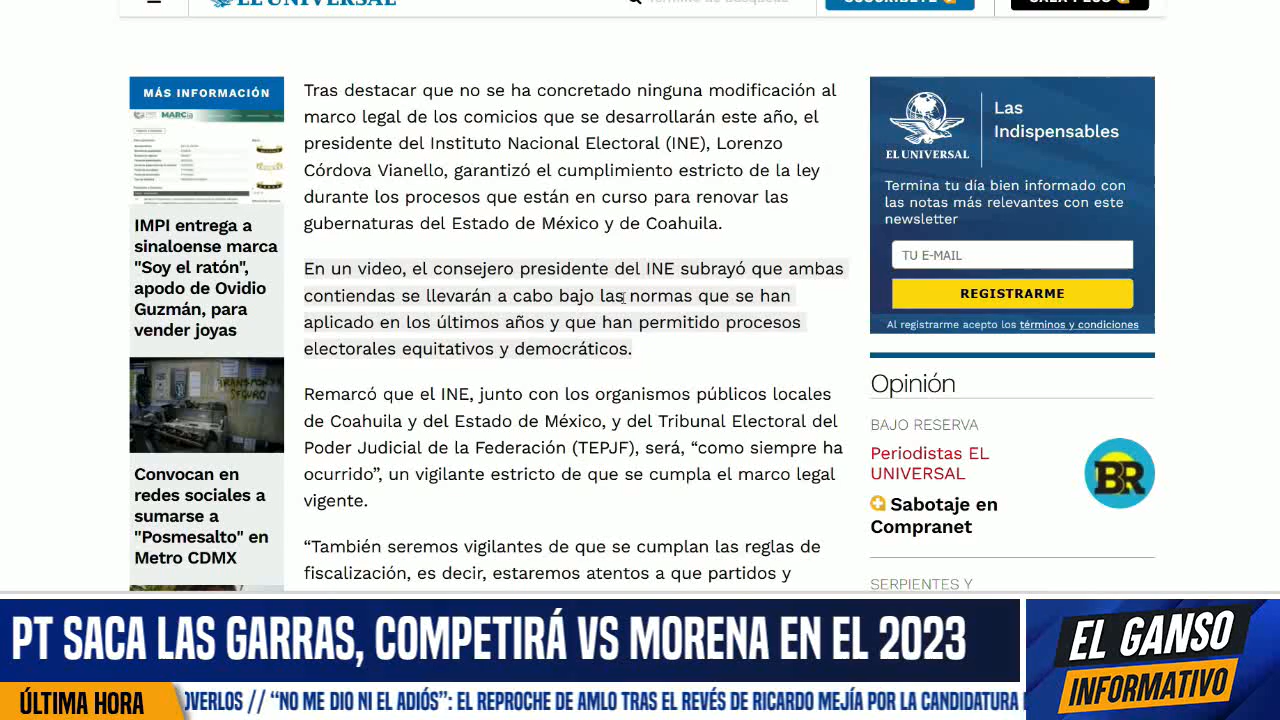 EL UNIVERSAL
Término de búsqueda
SUSCRÍBETE
MÁS INFORMACIÓN
MARCia
IMPI entrega a
sinaloense marca
"Soy el ratón",
apodo de Ovidio
Guzmán, para
vender joyas
TRANSPORTE
SEGURO
Convocan en
redes sociales a
sumarse a
"Posmesalto" en
Metro CDMX
Tras destacar que no se ha concretado ninguna modificación al
marco legal de los comicios que se desarrollarán este año, el
presidente del Instituto Nacional Electoral (INE), Lorenzo
Córdova Vianello, garantizó el cumplimiento estricto de la ley
durante los procesos que están en curso para renovar las
gubernaturas del Estado de México y de Coahuila.
En un video, el consejero presidente del INE subrayó que ambas
contiendas se llevarán a cabo bajo las normas que se han
aplicado en los últimos años y que han permitido procesos
electorales equitativos y democráticos.
Remarcó que el INE, junto con los organismos públicos locales
de Coahuila y del Estado de México, y del Tribunal Electoral del
Poder Judicial de la Federación (TEPJF), será, “como siempre ha
ocurrido”, un vigilante estricto de que se cumpla el marco legal
vigente.
“También seremos vigilantes de que se cumplan las reglas de
fiscalización, es decir, estaremos atentos a que partidos y
EL UNIVERSAL
Las
Indispensables
Termina tu día bien informado con
las notas más relevantes con este
newsletter
TU E-MAIL
REGISTRARME
Al registrarme acepto los términos y condiciones
Opinión
BAJO RESERVA
Periodistas EL
UNIVERSAL
BR
Sabotaje en
Compranet
SERPIENTES Y
PT SACA LAS GARRAS, COMPETIRÁ VS MORENA EN EL 2023
EL GANSO
INFORMATIVO
ÚLTIMA HORA
OVERLOS // “NO ME DIO NI EL ADIÓS”: EL REPROCHE DE AMLO TRAS EL REVÉS DE RICARDO MEJÍA POR LA CANDIDATURA